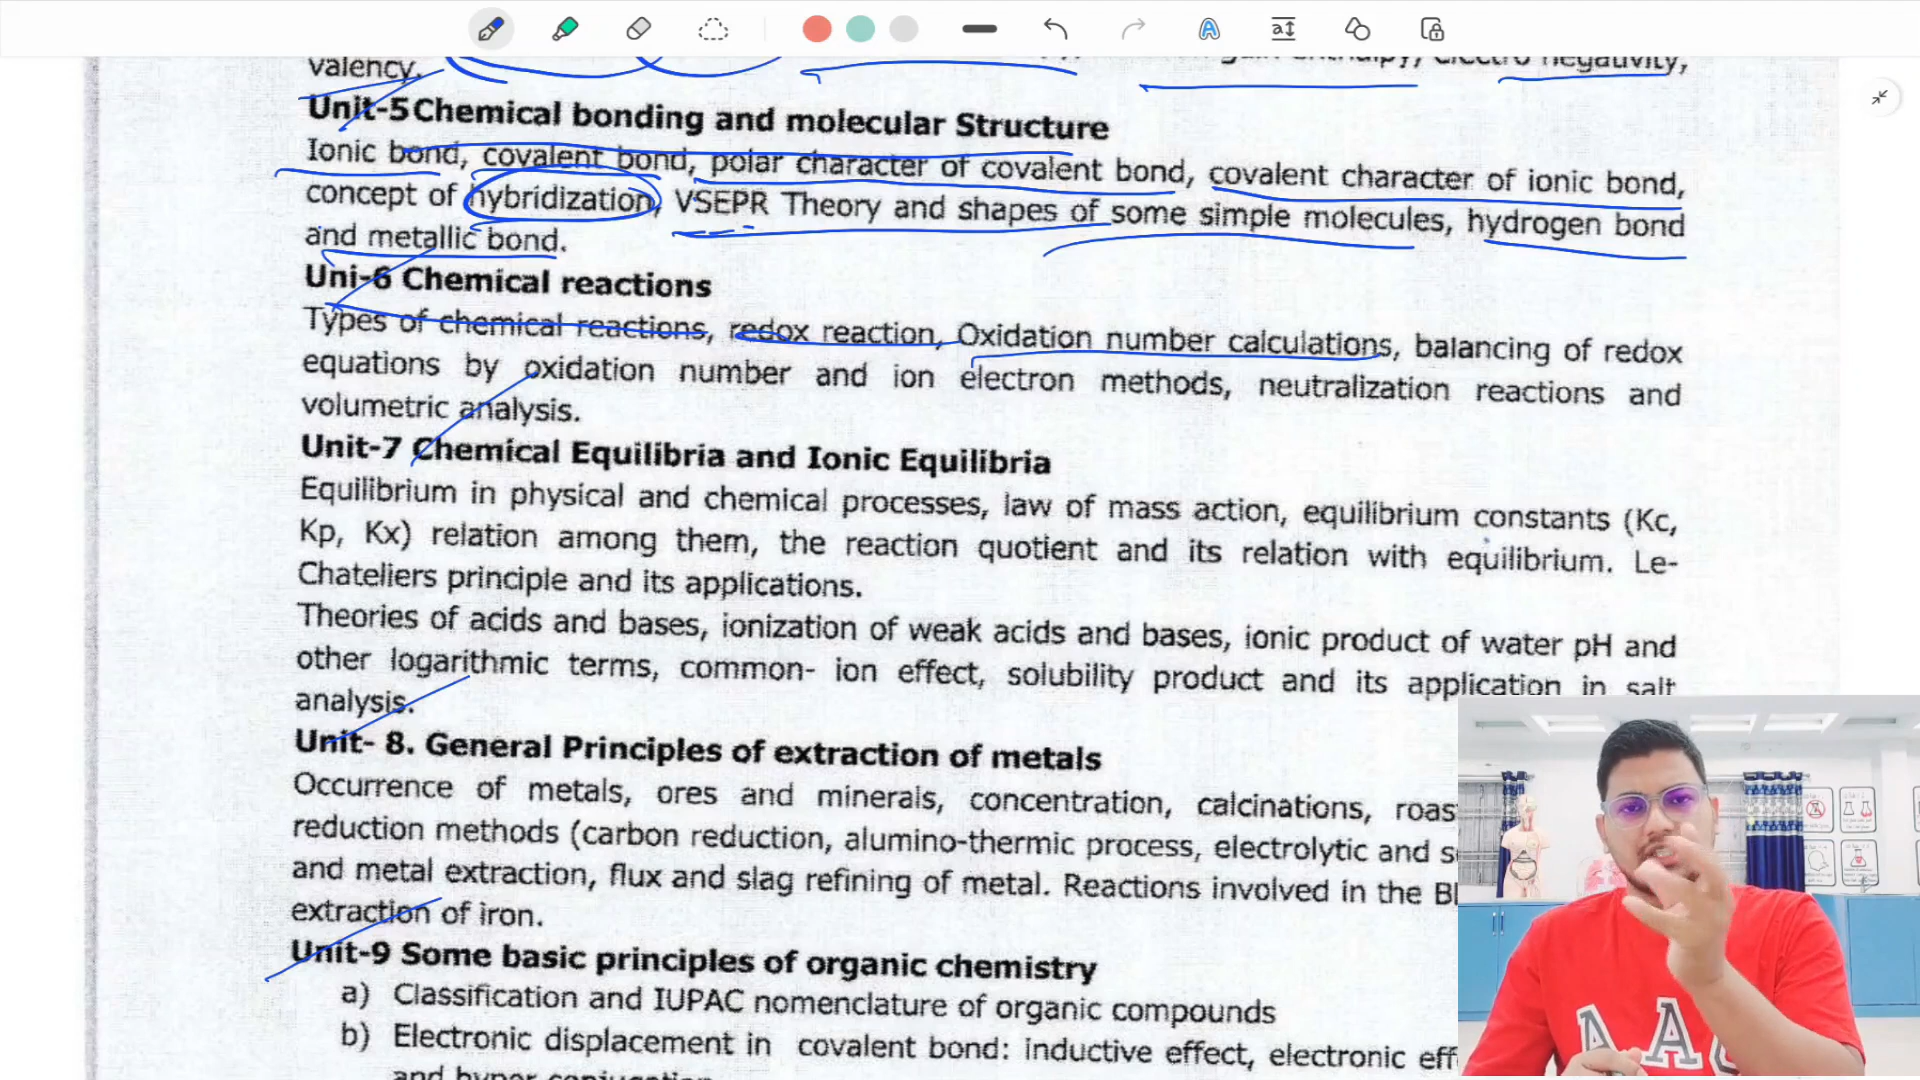 valency. enthalpy, electro negativity,
Unit-5 Chemical bonding and molecular Structure
Ionic bond, covalent bond, polar character of covalent bond, covalent character of ionic bond,
concept of hybridization, VSEPR Theory and shapes of some simple molecules, hydrogen bond
and metallic bond.
Uni-6 Chemical reactions
Types of chemical reactions, redox reaction, Oxidation number calculations, balancing of redox
equations by oxidation number and ion electron methods, neutralization reactions and
volumetric analysis.
Unit-7 Chemical Equilibria and Ionic Equilibria
Equilibrium in physical and chemical processes, law of mass action, equilibrium constants (Kc,
Kp, Kx) relation among them, the reaction quotient and its relation with equilibrium. Le-
Chateliers principle and its applications.
Theories of acids and bases, ionization of weak acids and bases, ionic product of water pH and
other logarithmic terms, common- ion effect, solubility product and its application in salt
analysis.
Unit- 8. General Principles of extraction of metals
Occurrence of metals, ores and minerals, concentration, calcinations, roas
reduction methods (carbon reduction, alumino-thermic process, electrolytic and s
and metal extraction, flux and slag refining of metal. Reactions involved in the Bl
extraction of iron.
Unit-9 Some basic principles of organic chemistry
a) Classification and IUPAC nomenclature of organic compounds
b) Electronic displacement in covalent bond: inductive effect, electronic eff
and hyper conjugation